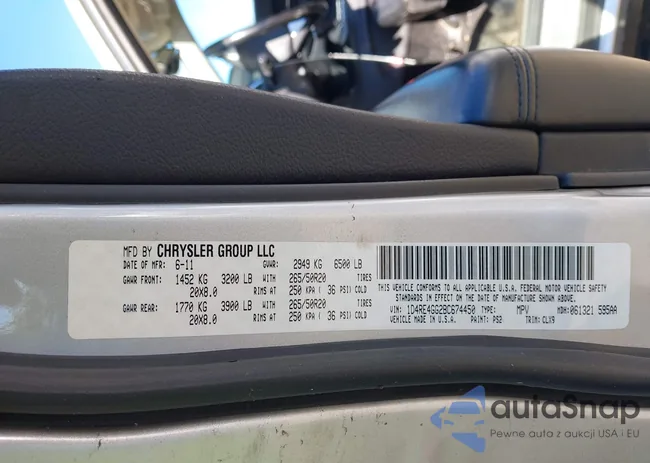 MFD BY CHRYSLER GROUP LLC
DATE OF MFR: 6-11 GVWR: 2949 KG 6500 LB
GAWR FRONT: 1452 KG 3200 LB WITH 265/50R20 TIRES
20X8.0 RIMS AT 250 KPA ( 36 PSI) COLD
GAWR REAR: 1770 KG 3900 LB WITH 265/50R20 TIRES
20X8.0 RIMS AT 250 KPA ( 36 PSI) COLD
THIS VEHICLE CONFORMS TO ALL APPLICABLE U.S.A. FEDERAL MOTOR VEHICLE SAFETY
STANDARDS IN EFFECT ON THE DATE OF MANUFACTURE SHOWN ABOVE.
VIN: 1D4RE4GG2BC674450 TYPE: MPV MDH: 061321 595AA
VEHICLE MADE IN U.S.A. PAINT: PS2 TRIM: CLX9
autoSnap
Pewne auta z aukcji USA i EU